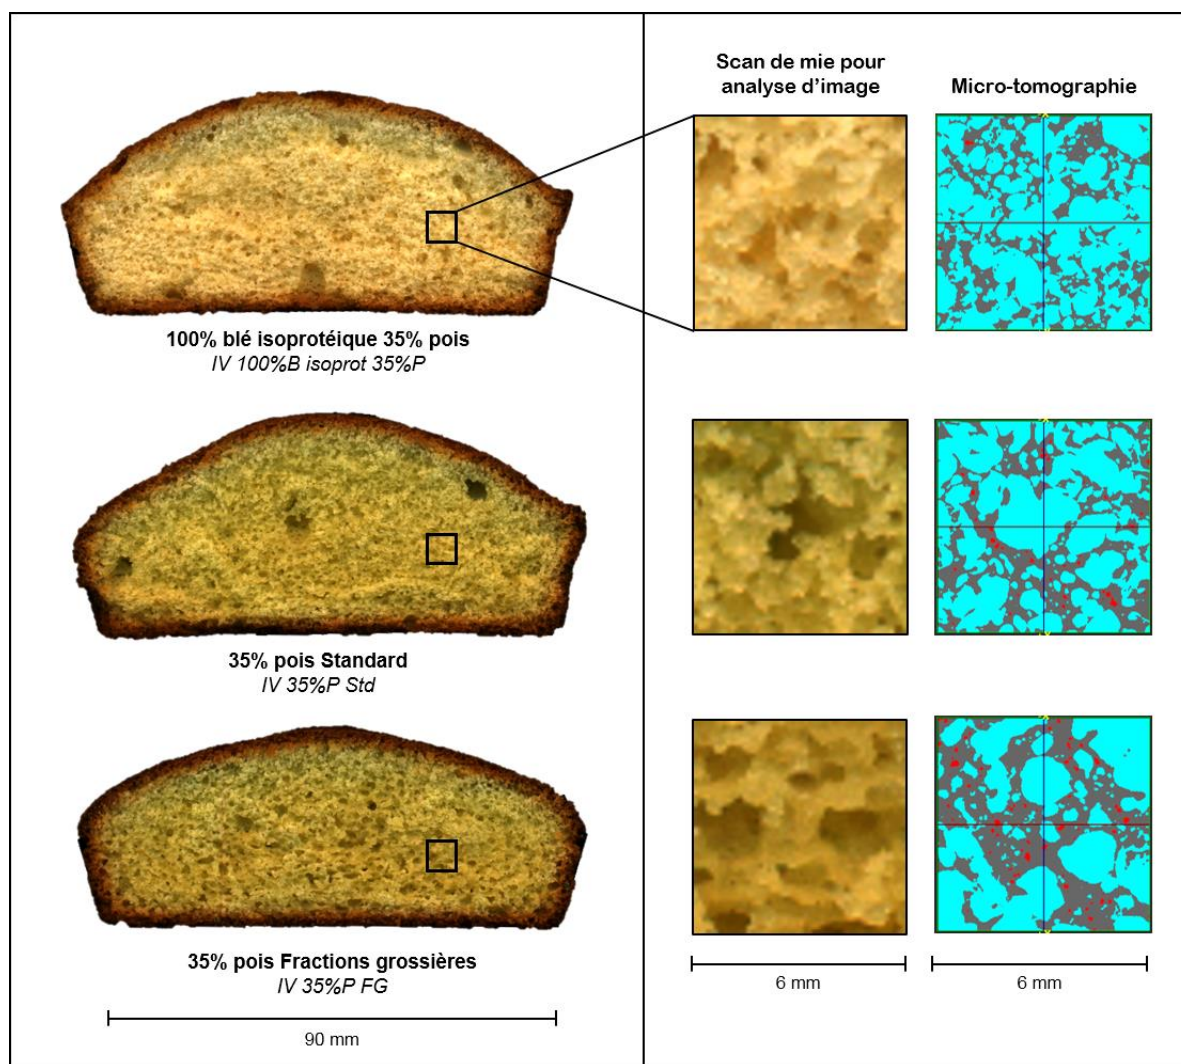 Scan de mie pour
analyse d'image
Micro-tomographie
100% blé isoprotéique 35% pois
IV 100%B isoprot 35%P
35% pois Standard
IV 35%P Std
35% pois Fractions grossières
IV 35%P FG
90 mm
6 mm
6 mm